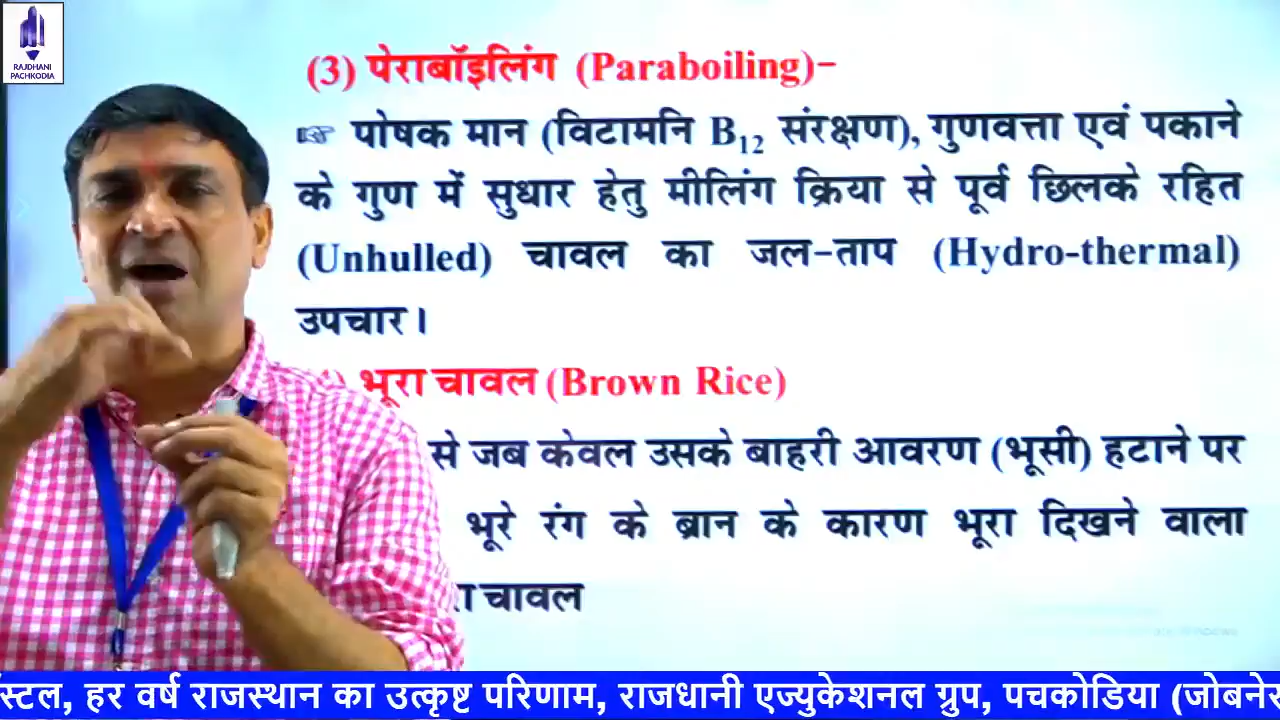 RAJDHANI
PACHKODIA
(3) पेराबॉइलिंग (Paraboiling)-
☞ पोषक मान (विटामनि B12 संरक्षण), गुणवत्ता एवं पकाने
के गुण में सुधार हेतु मीलिंग क्रिया से पूर्व छिलके रहित
(Unhulled) चावल का जल-ताप (Hydro-thermal)
उपचार।
भूरा चावल (Brown Rice)
से जब केवल उसके बाहरी आवरण (भूसी) हटाने पर
भूरे रंग के ब्रान के कारण भूरा दिखने वाला
चावल
हर वर्ष राजस्थान का उत्कृष्ट परिणाम, राजधानी एज्युकेशनल ग्रुप, पचकोडिया